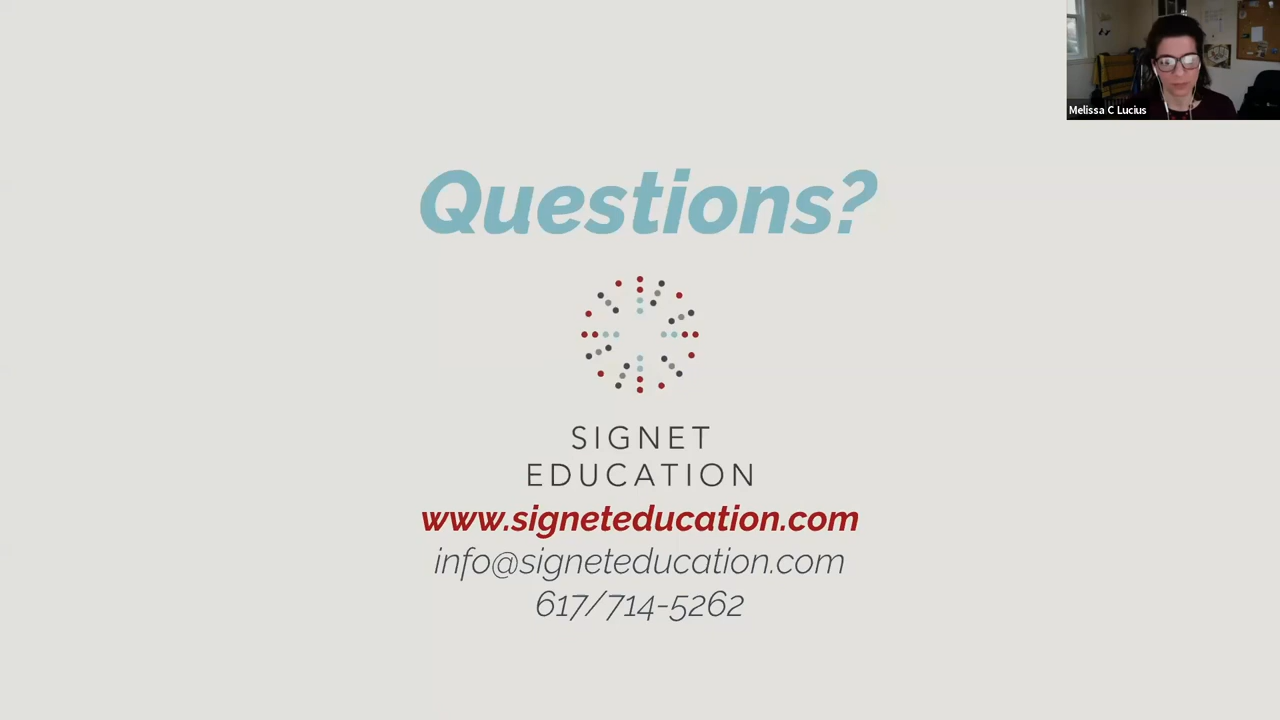 Melissa C Lucius
Questions?
SIGNET
EDUCATION
www.signeteducation.com
info@signeteducation.com
617/714-5262